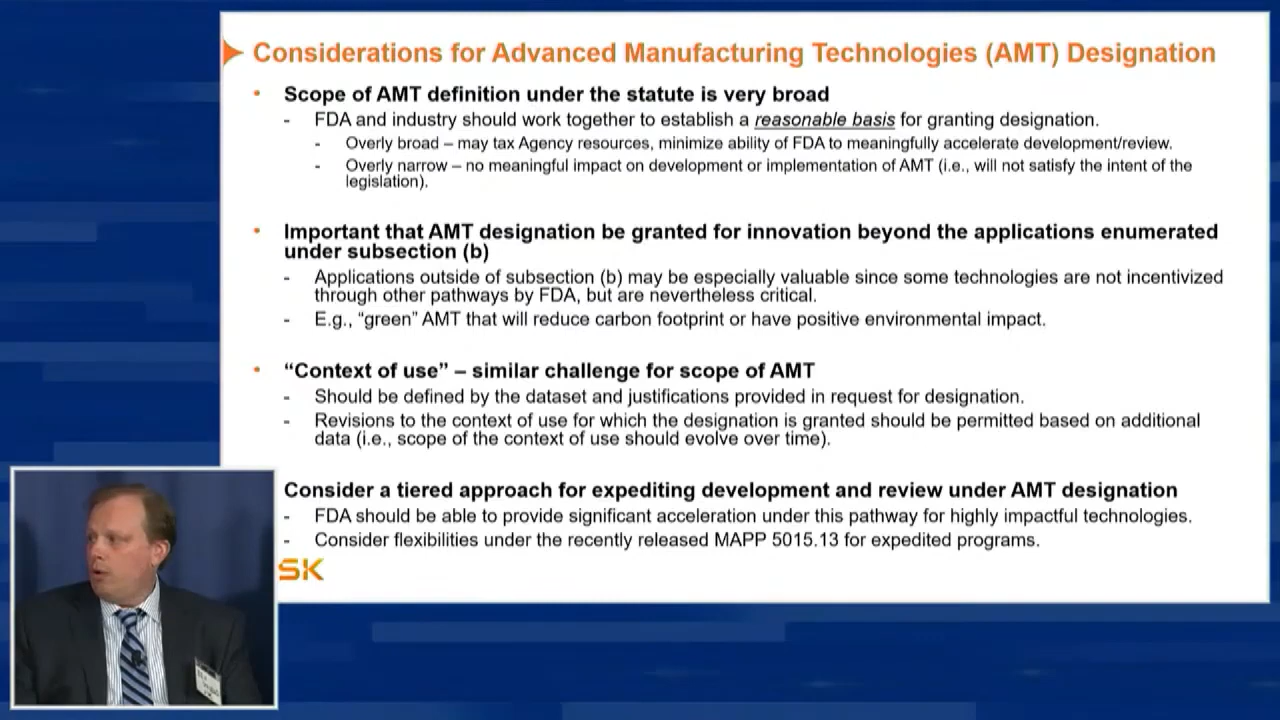 Considerations for Advanced Manufacturing Technologies (AMT) Designation
• Scope of AMT definition under the statute is very broad
- FDA and industry should work together to establish a reasonable basis for granting designation.
- Overly broad – may tax Agency resources, minimize ability of FDA to meaningfully accelerate development/review.
- Overly narrow – no meaningful impact on development or implementation of AMT (i.e., will not satisfy the intent of the
legislation).
• Important that AMT designation be granted for innovation beyond the applications enumerated
under subsection (b)
- Applications outside of subsection (b) may be especially valuable since some technologies are not incentivized
through other pathways by FDA, but are nevertheless critical.
- E.g., “green” AMT that will reduce carbon footprint or have positive environmental impact.
• “Context of use” – similar challenge for scope of AMT
- Should be defined by the dataset and justifications provided in request for designation.
- Revisions to the context of use for which the designation is granted should be permitted based on additional
data (i.e., scope of the context of use should evolve over time).
Consider a tiered approach for expediting development and review under AMT designation
- FDA should be able to provide significant acceleration under this pathway for highly impactful technologies.
- Consider flexibilities under the recently released MAPP 5015.13 for expedited programs.
SK